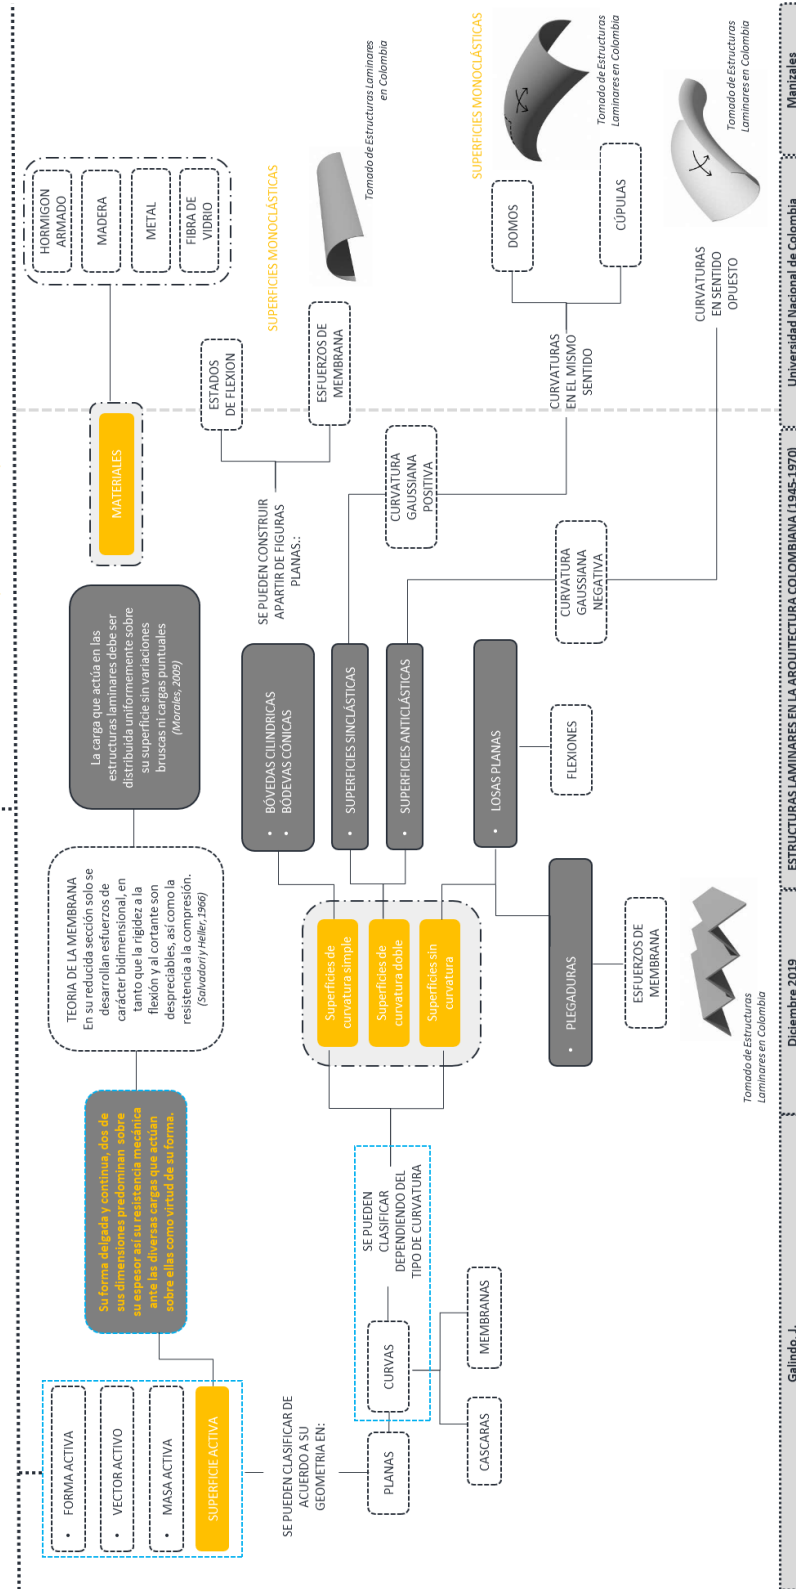 FORMA ACTIVA
VECTOR ACTIVO
MASA ACTIVA
SUPERFICIE ACTIVA
Su forma delgada y continua, dos de
sus dimensiones predominan sobre
su espesor así su resistencia mecánica
ante las diversas cargas que actúan
sobre ellas como virtud de su forma.
TEORIA DE LA MEMBRANA
En su reducida sección solo se
desarrollan esfuerzos de
carácter bidimensional, en
tanto que la rigidez a la
flexión y al cortante son
despreciables, así como la
resistencia a la compresión.
(Salvadori y Heller, 1966)
La carga que actúa en las
estructuras laminares debe ser
distribuida uniformemente sobre
su superficie sin variaciones
bruscas ni cargas puntuales
(Morales, 2009)
MATERIALES
HORMIGON
ARMADO
MADERA
METAL
FIBRA DE
VIDRIO
SE PUEDEN CLASIFICAR DE
ACUERDO A SU
GEOMETRIA EN:
PLANAS
CURVAS
CASCARAS
MEMBRANAS
SE PUEDEN
CLASIFICAR
DEPENDIENDO DEL
TIPO DE CURVATURA
Superficies de
curvatura simple
Superficies de
curvatura doble
Superficies sin
curvatura
BÓVEDAS CILINDRICAS
BÓDEVAS CÓNICAS
SUPERFICIES SINCLÁSTICAS
SUPERFICIES ANTICLÁSTICAS
LOSAS PLANAS
FLEXIONES
PLEGADURAS
ESFUERZOS DE
MEMBRANA
Tomado de Estructuras
Laminares en Colombia
SE PUEDEN CONSTRUIR
APARTIR DE FIGURAS
PLANAS.:
ESTADOS
DE FLEXION
ESFUERZOS DE
MEMBRANA
SUPERFICIES MONOCLÁSTICAS
Tomado de Estructuras Laminares
en Colombia
CURVATURA
GAUSSIANA
POSITIVA
CURVATURAS
EN EL MISMO
SENTIDO
DOMOS
CÚPULAS
SUPERFICIES MONOCLÁSTICAS
Tomado de Estructuras
Laminares en Colombia
CURVATURA
GAUSSIANA
NEGATIVA
CURVATURAS
EN SENTIDO
OPUESTO
Tomado de Estructuras
Laminares en Colombia
Galindo, J.
Diciembre 2019
ESTRUCTURAS LAMINARES EN LA ARQUITECTURA COLOMBIANA (1945-1970)
Universidad Nacional de Colombia
Manizales